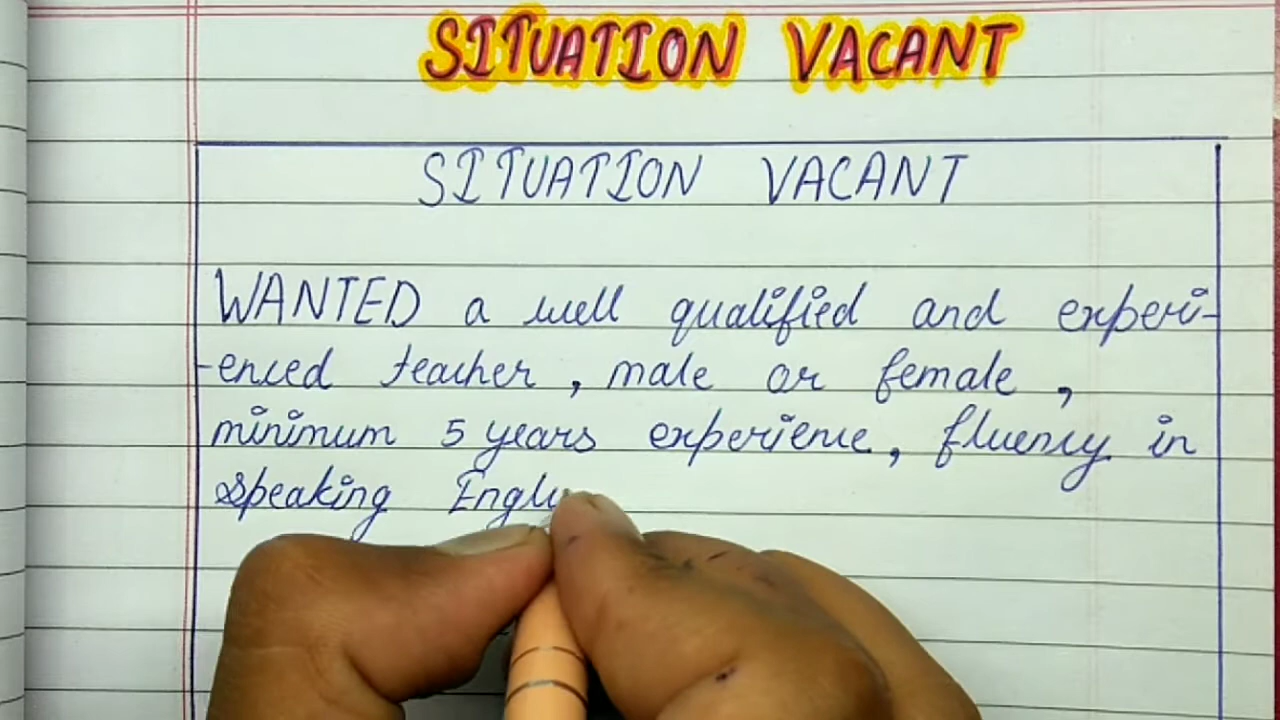 SITUATION VACANT
SITUATION VACANT
WANTED a well qualified and experi-
-enced teacher, male or female,
minimum 5 years experience, fluency in
speaking